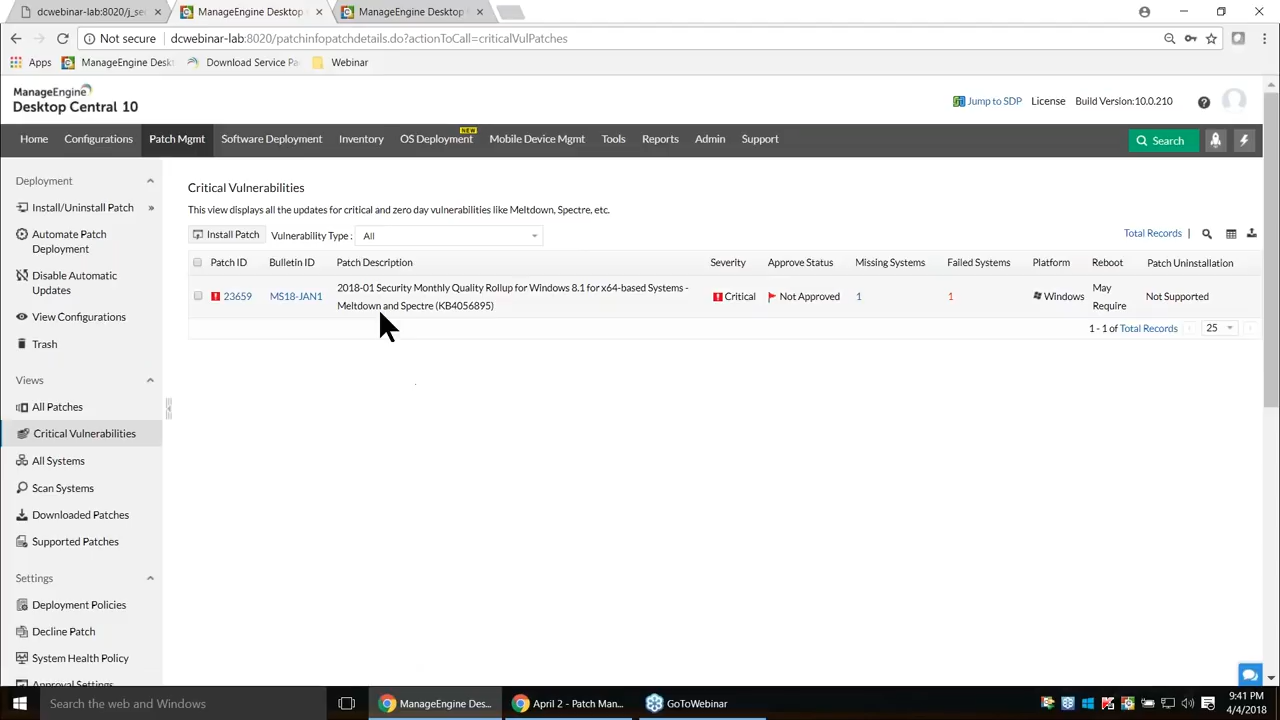 dcwebinar-lab:8020/j_se
ManageEngine Desktop
ManageEngine Desktop C
Not secure
dcwebinar-lab:8020/patchinfopatchdetails.do?actionToCall=criticalVulPatches
Apps
ManageEngine Desk
Download Service Pa
Webinar
ManageEngine
Desktop Central 10
Jump to SDP
License
Build Version:10.0.210
Home
Configurations
Patch Mgmt
Software Deployment
Inventory
OS Deployment
NEW
Mobile Device Mgmt
Tools
Reports
Admin
Support
Search
Deployment
Install/Uninstall Patch »
Automate Patch
Deployment
Disable Automatic
Updates
View Configurations
Trash
Views
All Patches
Critical Vulnerabilities
All Systems
Scan Systems
Downloaded Patches
Supported Patches
Settings
Deployment Policies
Decline Patch
System Health Policy
Approval Settings
Critical Vulnerabilities
This view displays all the updates for critical and zero day vulnerabilities like Meltdown, Spectre, etc.
Install Patch
Vulnerability Type : All
Total Records
Patch ID Bulletin ID Patch Description Severity Approve Status Missing Systems Failed Systems Platform Reboot Patch Uninstallation
23659 MS18-JAN1
2018-01 Security Monthly Quality Rollup for Windows 8.1 for x64-based Systems -
Meltdown and Spectre (KB4056895)
Critical
Not Approved
1
1
Windows
May
Require
Not Supported
1 - 1 of Total Records
25
Search the web and Windows
ManageEngine Des...
April 2 - Patch Man...
GoToWebinar
9:41 PM
4/4/2018